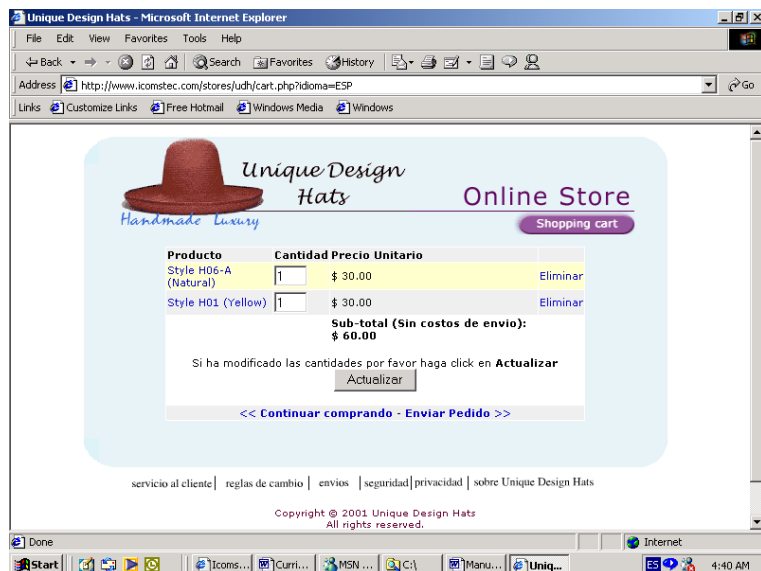 Unique Design Hats - Microsoft Internet Explorer
File Edit View Favorites Tools Help
Back Search Favorites History
Address http://www.icomstec.com/stores/udh/cart.php?idioma=ESP Go
Links Customize Links Free Hotmail Windows Media Windows
Unique Design
Hats
Handmade Luxury
Online Store
Shopping cart
Producto Cantidad Precio Unitario
Style H06-A
(Natural) 1 $ 30.00 Eliminar
Style H01 (Yellow) 1 $ 30.00 Eliminar
Sub-total (Sin costos de envio):
$ 60.00
Si ha modificado las cantidades por favor haga click en Actualizar
Actualizar
<< Continuar comprando - Enviar Pedido >>
servicio al cliente| reglas de cambio | envios |seguridad|privacidad | sobre Unique Design Hats
Copyright © 2001 Unique Design Hats
All rights reserved.
Done Internet
Start Icoms... Curri... MSN ... C:\ Manu... Uniq... ES 4:40 AM